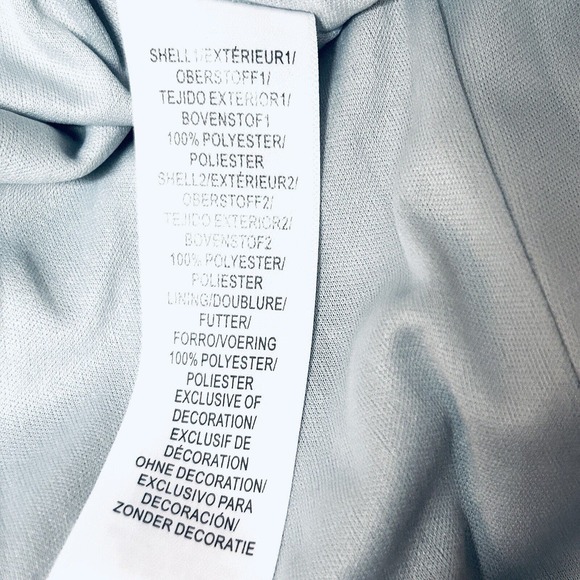 SHELL1/EXTÉRIEUR1/
OBERSTOFF1/
TEJIDO EXTERIOR1/
BOVENSTOF1
100% POLYESTER/
POLIESTER
SHELL2/EXTÉRIEUR2/
OBERSTOFF2/
TEJIDO EXTERIOR2/
BOVENSTOF2
100% POLYESTER/
POLIESTER
LINING/DOUBLURE/
FUTTER/
FORRO/VOERING
100% POLYESTER/
POLIESTER
EXCLUSIVE OF
DECORATION/
EXCLUSIF DE
DÉCORATION
OHNE DECORATION/
EXCLUSIVO PARA
DECORACIÓN/
ZONDER DECORATIE